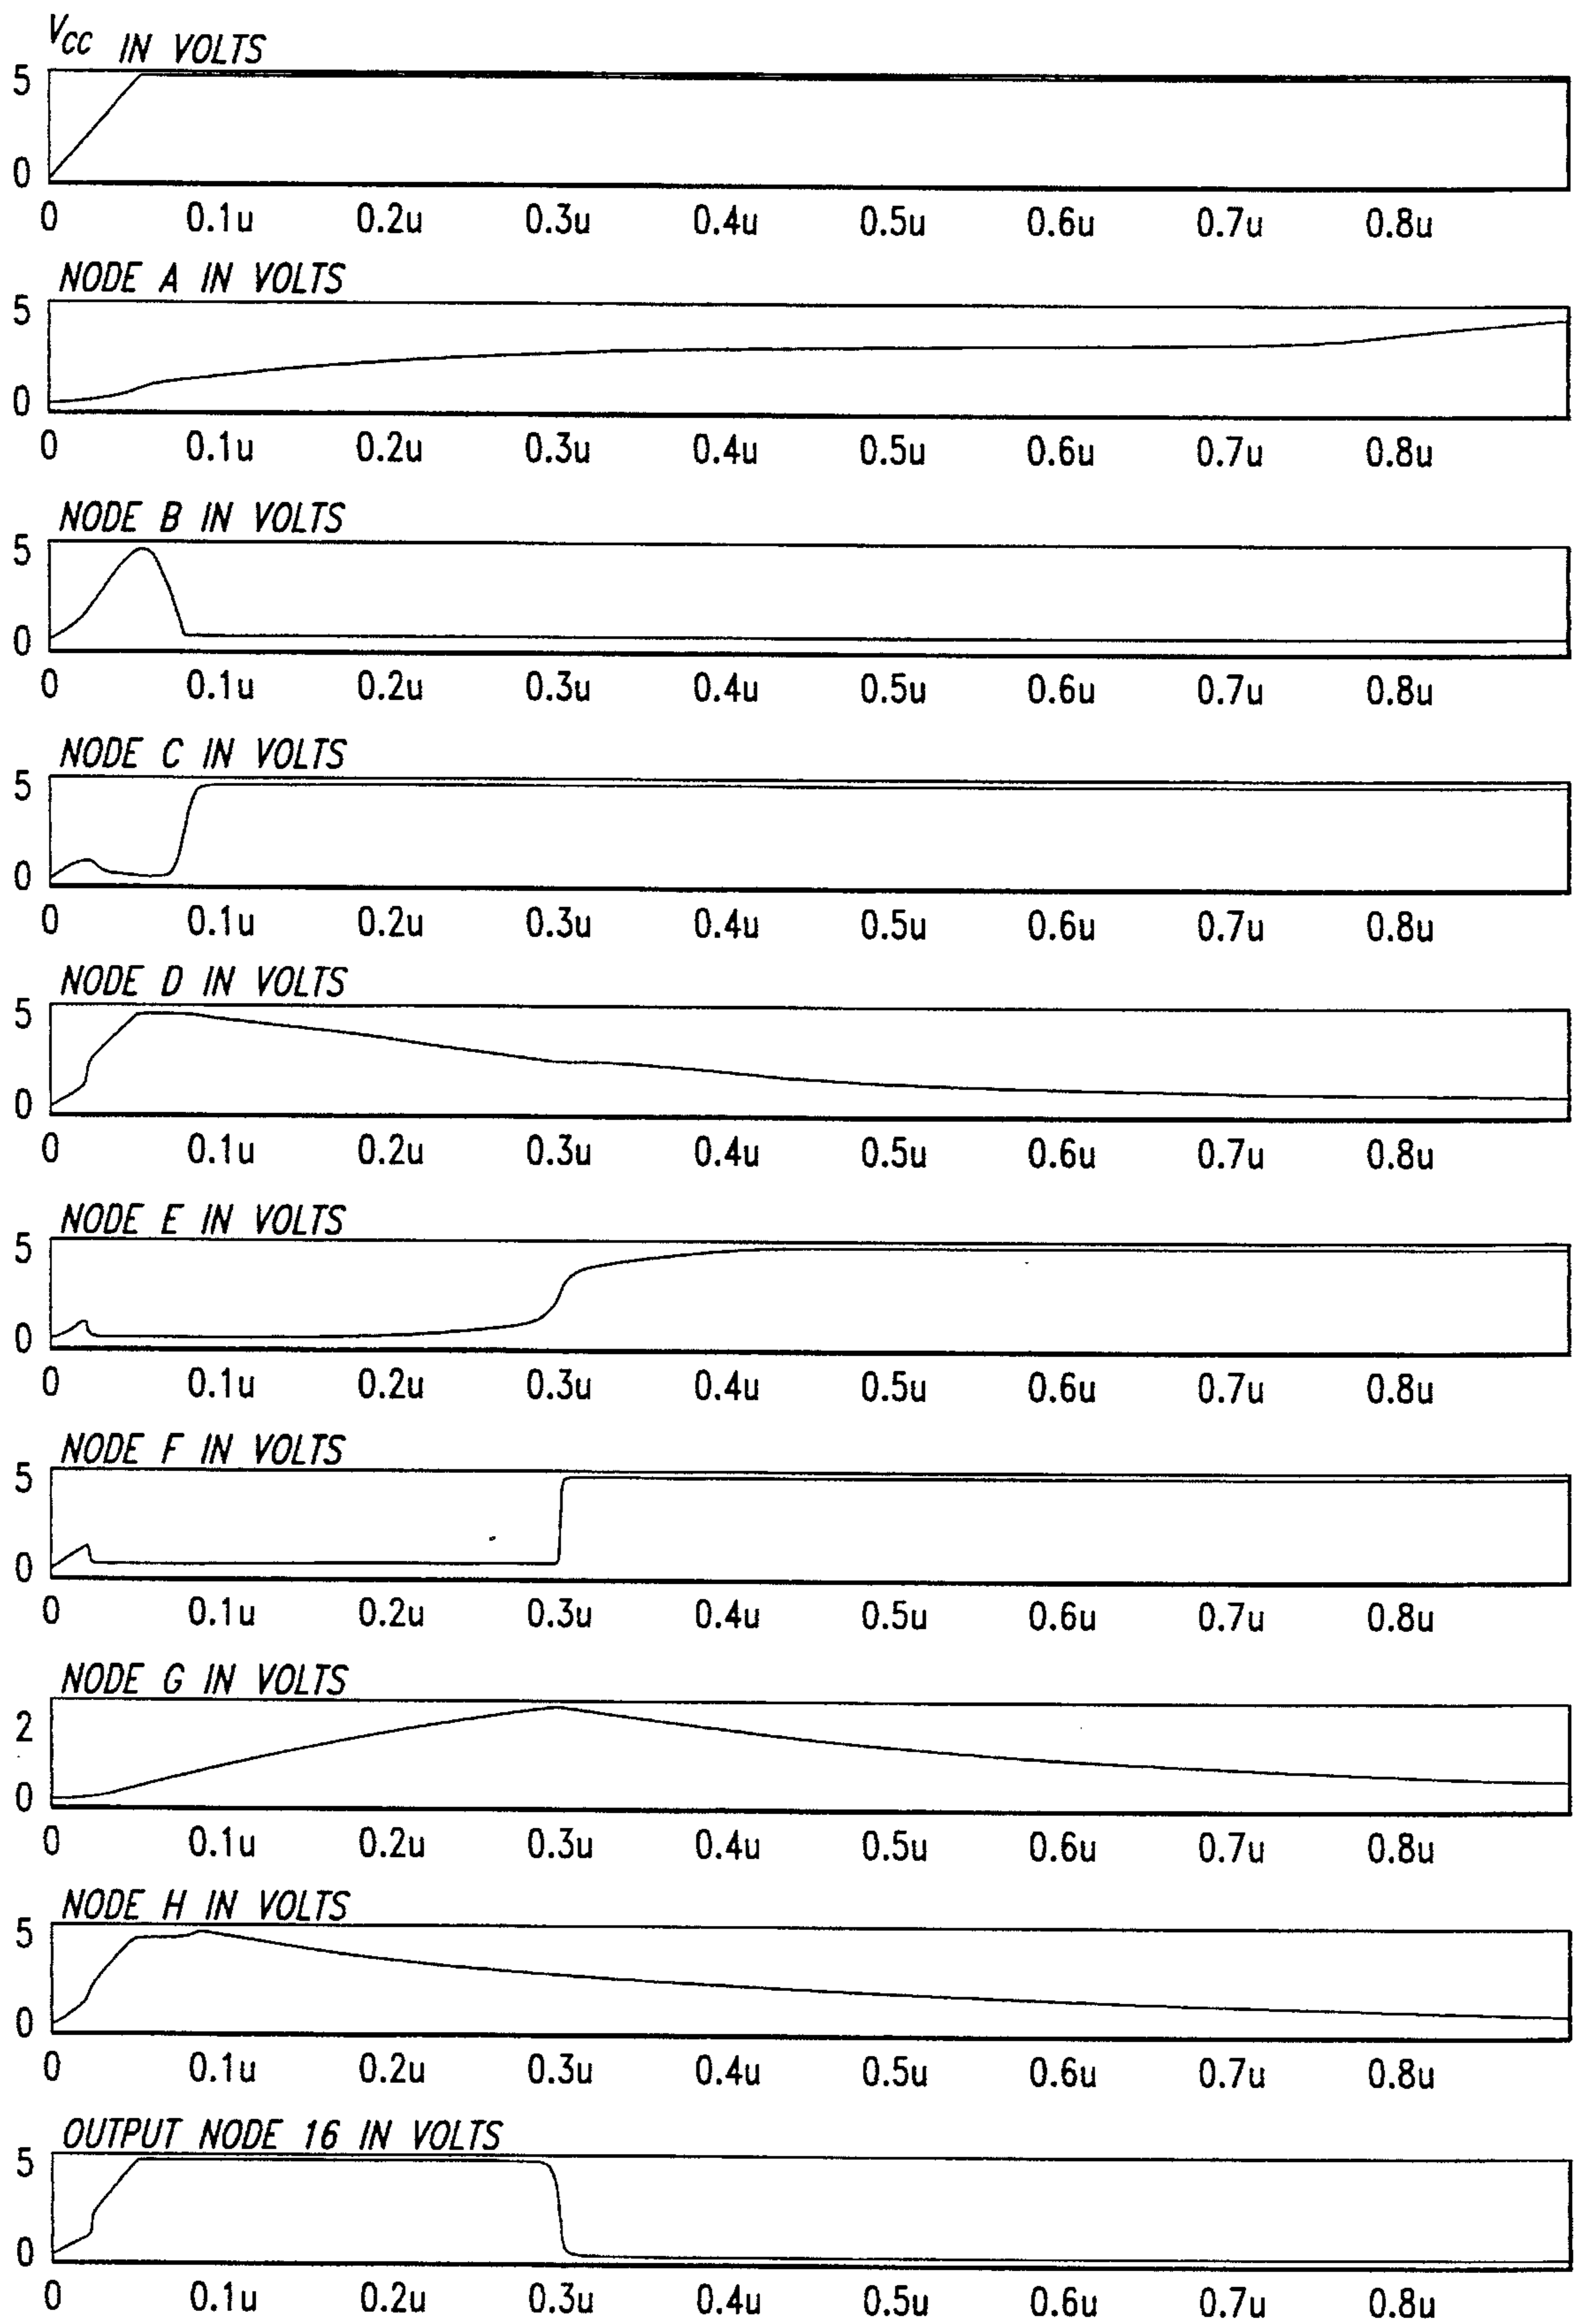 VCC IN VOLTS
5
0
0 0.1u 0.2u 0.3u 0.4u 0.5u 0.6u 0.7u 0.8u
NODE A IN VOLTS
5
0
0 0.1u 0.2u 0.3u 0.4u 0.5u 0.6u 0.7u 0.8u
NODE B IN VOLTS
5
0
0 0.1u 0.2u 0.3u 0.4u 0.5u 0.6u 0.7u 0.8u
NODE C IN VOLTS
5
0
0 0.1u 0.2u 0.3u 0.4u 0.5u 0.6u 0.7u 0.8u
NODE D IN VOLTS
5
0
0 0.1u 0.2u 0.3u 0.4u 0.5u 0.6u 0.7u 0.8u
NODE E IN VOLTS
5
0
0 0.1u 0.2u 0.3u 0.4u 0.5u 0.6u 0.7u 0.8u
NODE F IN VOLTS
5
0
0 0.1u 0.2u 0.3u 0.4u 0.5u 0.6u 0.7u 0.8u
NODE G IN VOLTS
2
0
0 0.1u 0.2u 0.3u 0.4u 0.5u 0.6u 0.7u 0.8u
NODE H IN VOLTS
5
0
0 0.1u 0.2u 0.3u 0.4u 0.5u 0.6u 0.7u 0.8u
OUTPUT NODE 16 IN VOLTS
5
0
0 0.1u 0.2u 0.3u 0.4u 0.5u 0.6u 0.7u 0.8u